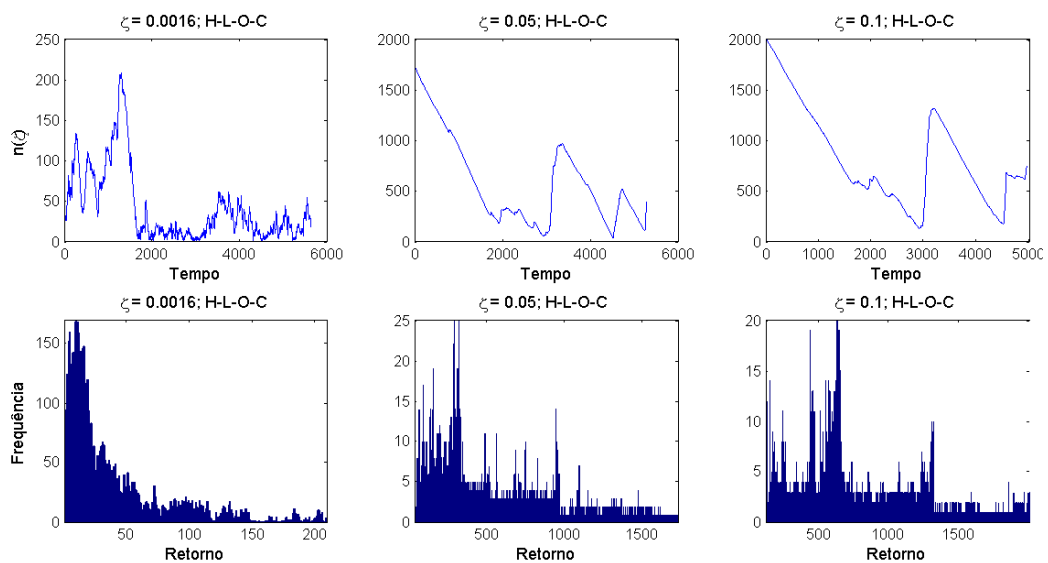 ζ = 0.0016; H-L-O-C
ζ = 0.05; H-L-O-C
ζ = 0.1; H-L-O-C
250
200
150
100
50
0
n(ζ)
0 2000 4000 6000
Tempo
2000
1500
1000
500
0
0 2000 4000 6000
Tempo
2000
1500
1000
500
0
0 1000 2000 3000 4000 5000
Tempo
ζ = 0.0016; H-L-O-C
ζ = 0.05; H-L-O-C
ζ = 0.1; H-L-O-C
150
100
50
0
Frequência
50 100 150 200
Retorno
25
20
15
10
5
0
500 1000 1500
Retorno
20
15
10
5
0
500 1000 1500
Retorno